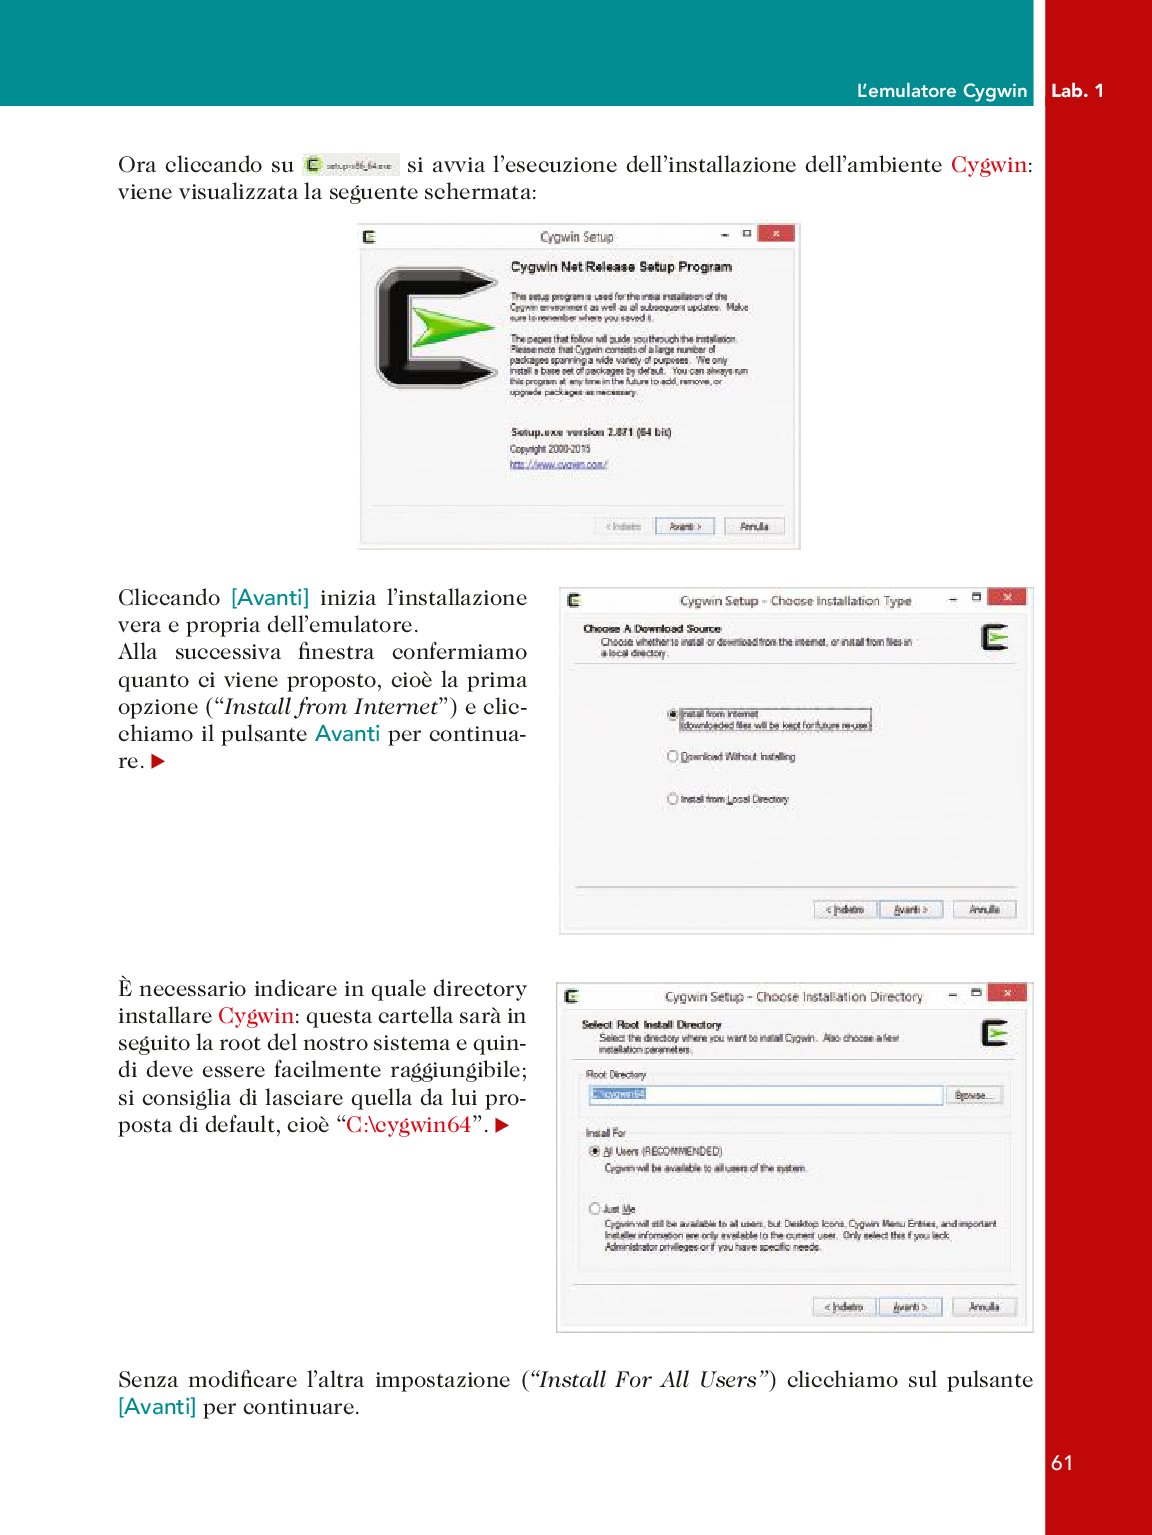 L'emulatore Cygwin Lab. 1
Ora cliccando su setup-x86_64.exe si avvia l'esecuzione dell'installazione dell'ambiente Cygwin:
viene visualizzata la seguente schermata:
Cygwin Setup
Cygwin Net Release Setup Program
This setup program is used for the initial installation of the
Cygwin environment as well as all subsequent updates. Make
sure to remember where you saved it.
The pages that follow will guide you through the installation.
Please note that Cygwin consists of a large number of
packages spanning a wide variety of purposes. We only
install a base set of packages by default. You can always run
this program at any time in the future to add, remove, or
upgrade packages as necessary.
Setup.exe version 2.871 (64 bit)
Copyright 2000-2015
http://www.cygwin.com/
< Indietro Avanti > Annulla
Cliccando [Avanti] inizia l'installazione
vera e propria dell'emulatore.
Alla successiva finestra confermiamo
quanto ci viene proposto, cioè la prima
opzione (“Install from Internet”) e clic-
chiamo il pulsante Avanti per continua-
re.
Cygwin Setup - Choose Installation Type
Choose A Download Source
Choose whether to install or download from the internet, or install from files in
a local directory.
Install from Internet
(downloaded files will be kept for future re-use)
Download Without Installing
Install from Local Directory
< Indietro Avanti > Annulla
È necessario indicare in quale directory
installare Cygwin: questa cartella sarà in
seguito la root del nostro sistema e quin-
di deve essere facilmente raggiungibile;
si consiglia di lasciare quella da lui pro-
posta di default, cioè “C:\cygwin64”.
Cygwin Setup - Choose Installation Directory
Select Root Install Directory
Select the directory where you want to install Cygwin. Also choose a few
installation parameters.
Root Directory
C:\cygwin64
Browse...
Install For
All Users (RECOMMENDED)
Cygwin will be available to all users of the system.
Just Me
Cygwin will still be available to all users, but Desktop Icons, Cygwin Menu Entries, and important
Installer information are only available to the current user. Only select this if you lack
Administrator privileges or if you have specific needs.
< Indietro Avanti > Annulla
Senza modificare l'altra impostazione (“Install For All Users”) clicchiamo sul pulsante
[Avanti] per continuare.
61